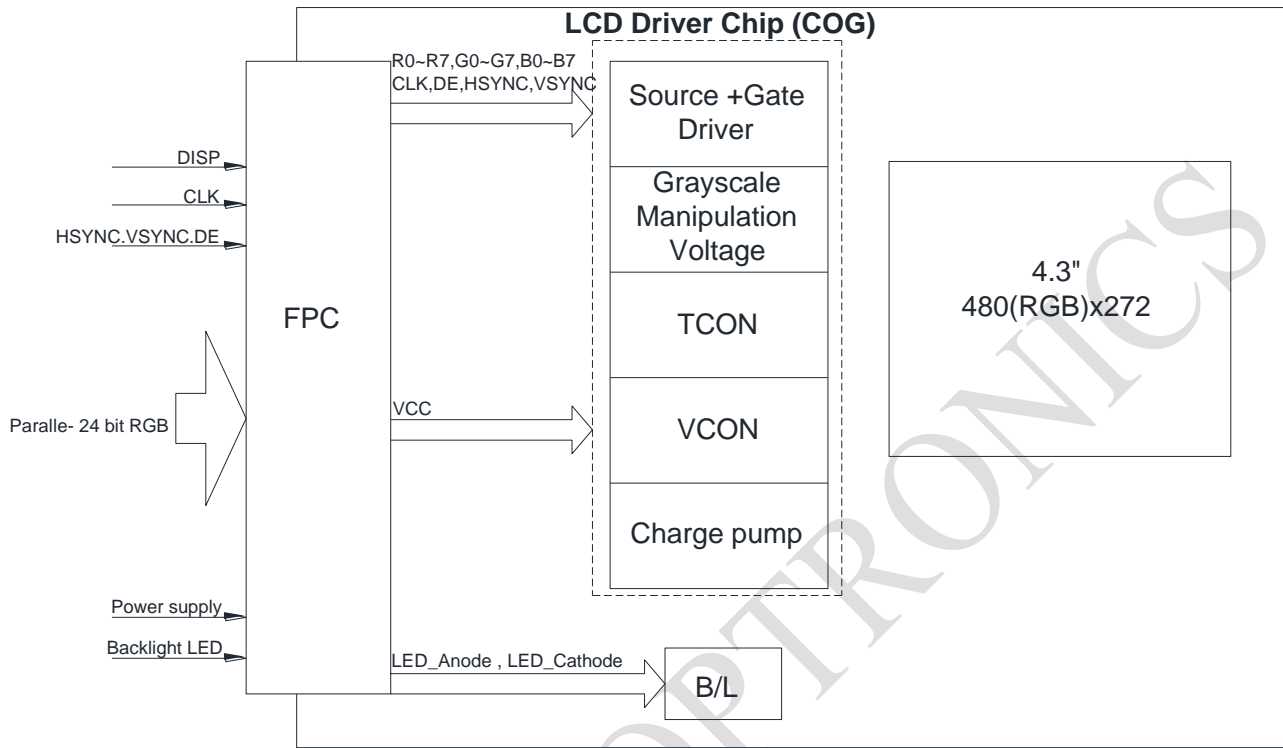 LCD Driver Chip (COG)
R0~R7,G0~G7,B0~B7
CLK,DE,HSYNC,VSYNC
Source +Gate
Driver
DISP
CLK
HSYNC.VSYNC.DE
Grayscale
Manipulation
Voltage
4.3"
480(RGB)x272
FPC
TCON
Paralle- 24 bit RGB
VCC
VCON
Charge pump
Power supply
Backlight LED
LED_Anode , LED_Cathode
B/L
OPTRONICS